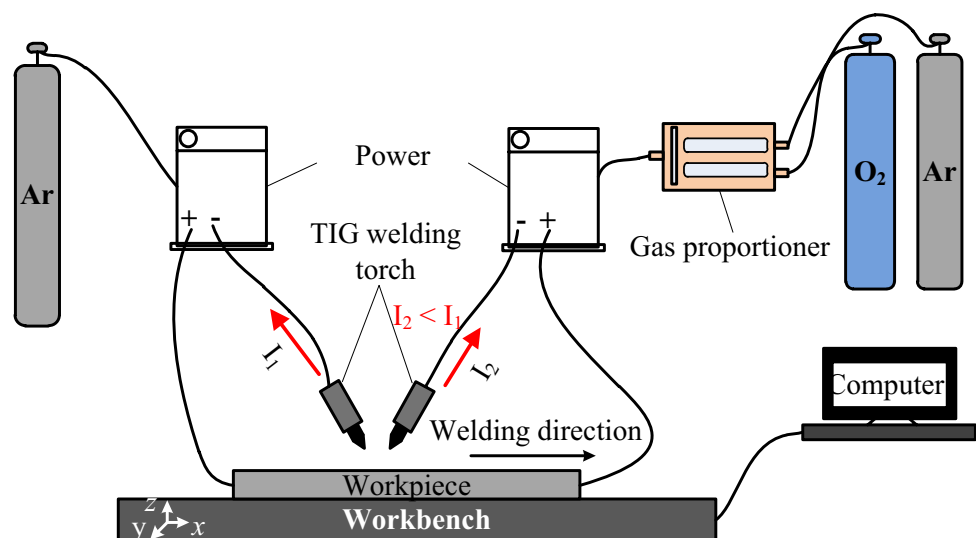 Ar
Power
+ -
- +
TIG welding
torch
Gas proportioner
O₂
Ar
I₂ < I₁
I₁
I₂
Welding direction
Computer
Workpiece
Workbench
z
y
x